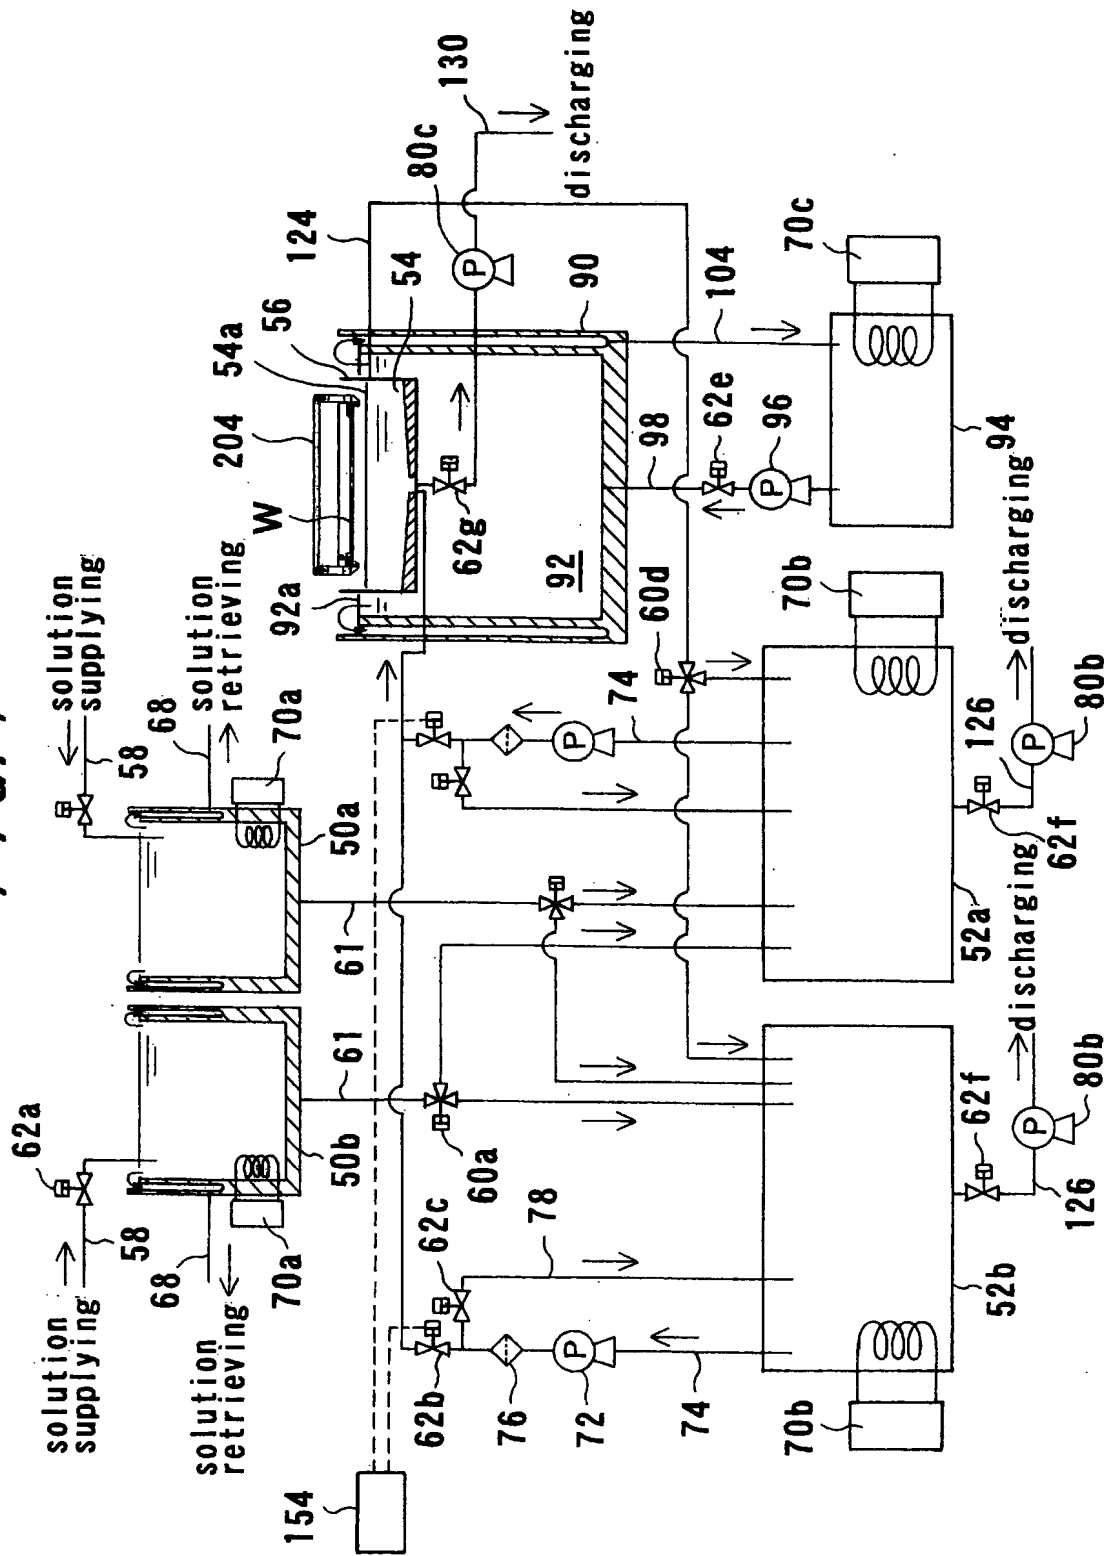 solution
supplying
58
62a
68
solution
retrieving
70a
50b
61
solution
supplying
58
68
solution
retrieving
70a
50a
61
154
62b
62c
78
76
72
74
60a
W
204
54a
56
54
124
80c
130
discharging
92a
62g
92
90
60d
74
98
62e
96
104
70c
94
70b
52b
62f
126
80b
discharging
52a
70b
62f
126
80b
discharging
P
P
P
P
P
P